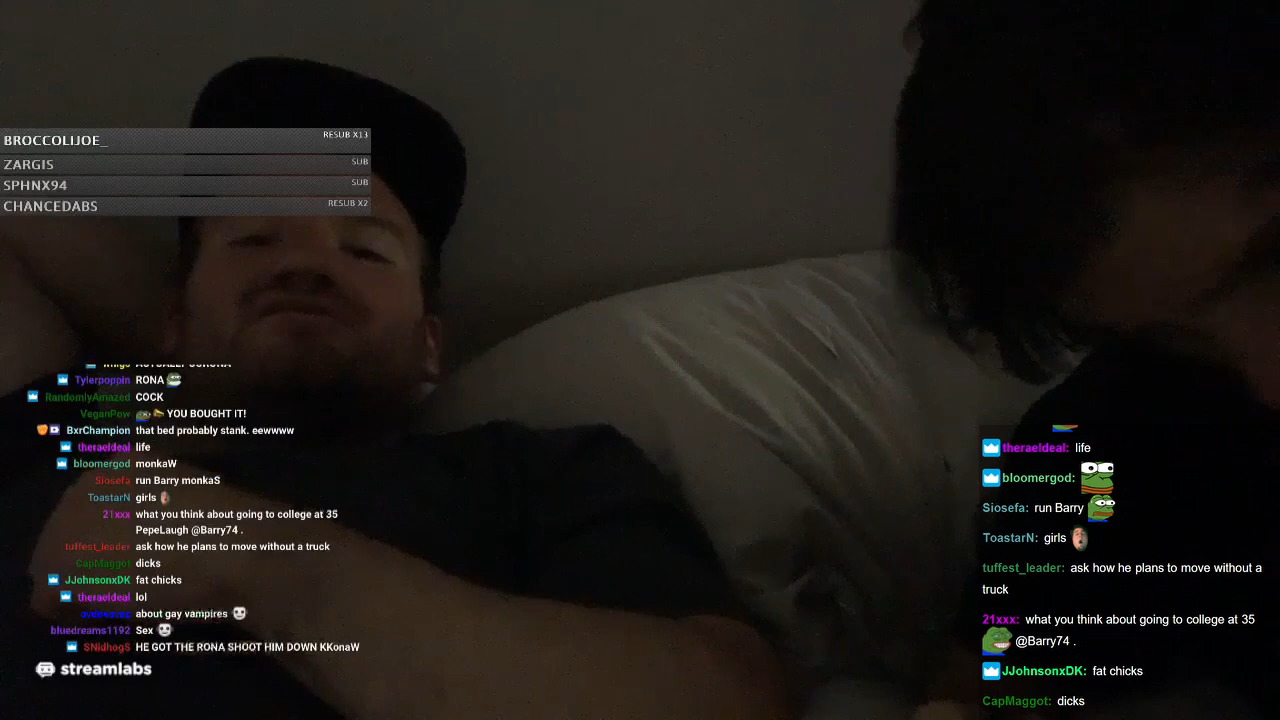 BROCCOLIJOE_ RESUB X13
ZARGIS SUB
SPHNX94 SUB
CHANCEDABS RESUB X2
Tylerpoppin RONA
RandomlyAmazed COCK
VeganPow YOU BOUGHT IT!
BxrChampion that bed probably stank. eewwww
theraeldeal life
bloomergod monkaW
Siosefa run Barry monkaS
ToastarN girls
21xxx what you think about going to college at 35
PepeLaugh @Barry74 .
tuffest_leader ask how he plans to move without a truck
CapMaggot dicks
JJohnsonxDK fat chicks
theraeldeal lol
about gay vampires
bluedreams1192 Sex
SNidhogS HE GOT THE RONA SHOOT HIM DOWN KKonaW
streamlabs
theraeldeal: life
bloomergod:
Siosefa: run Barry
ToastarN: girls
tuffest_leader: ask how he plans to move without a
truck
21xxx: what you think about going to college at 35
@Barry74 .
JJohnsonxDK: fat chicks
CapMaggot: dicks